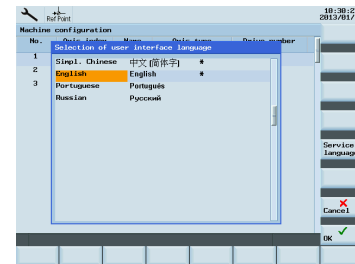 Ref Point
10:30:2
2013/01/
Machine configuration
No. Axis index Name Axis type Drive number
Selection of user interface language
1
2
3
Simpl. Chinese 中文 (简体字) *
English English *
Portuguese Português
Russian Русский
Service
language
Cancel
OK